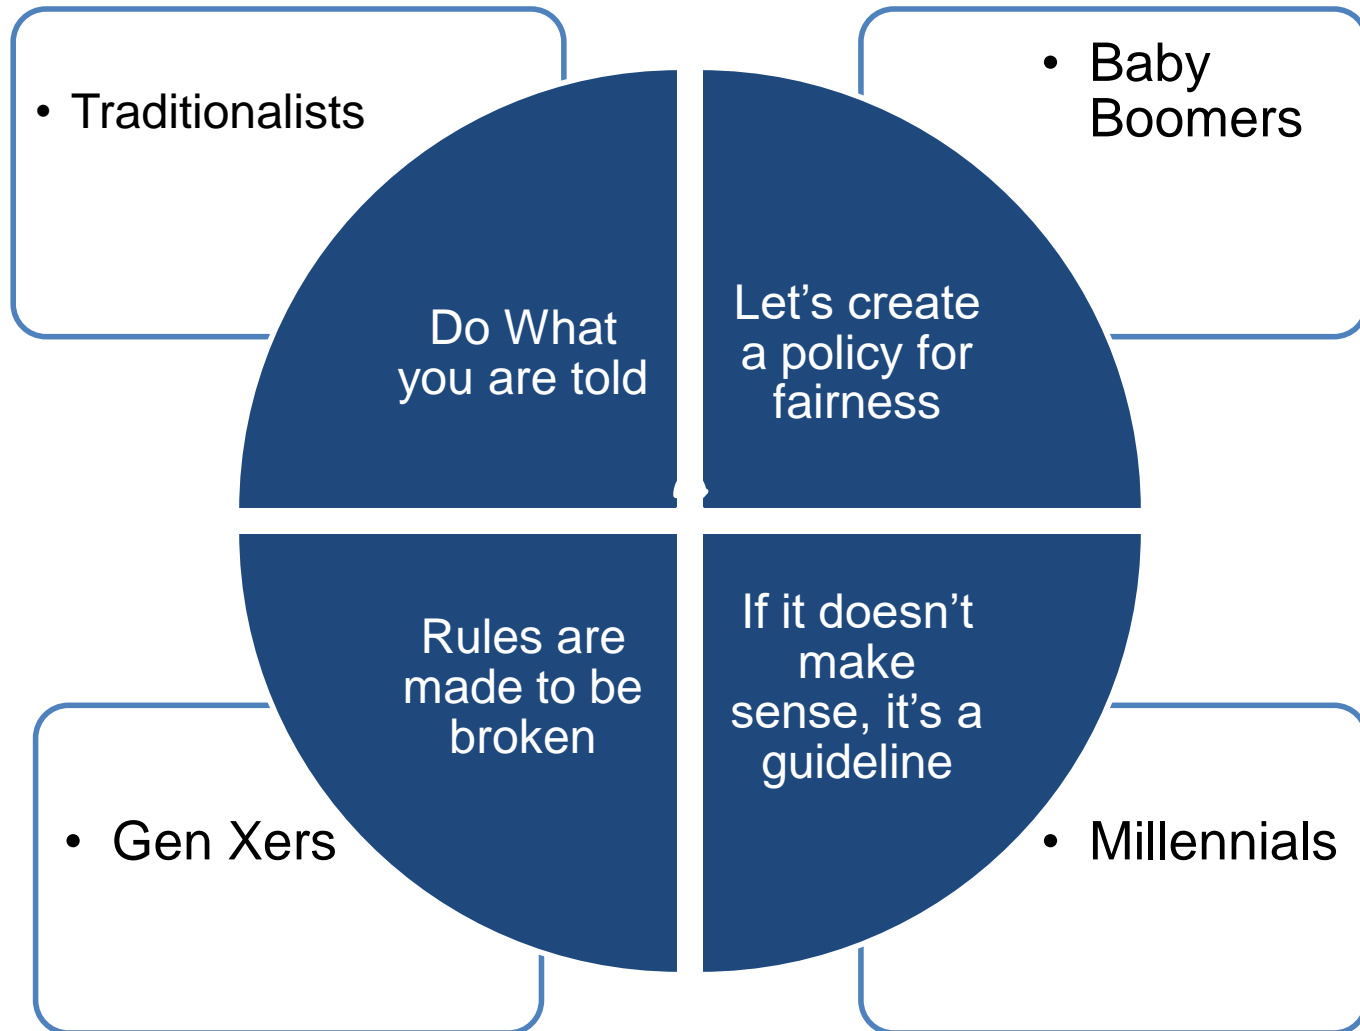 • Traditionalists
Do What
you are told
• Baby
Boomers
Let’s create
a policy for
fairness
Rules are
made to be
broken
• Gen Xers
If it doesn’t
make
sense, it’s a
guideline
• Millennials